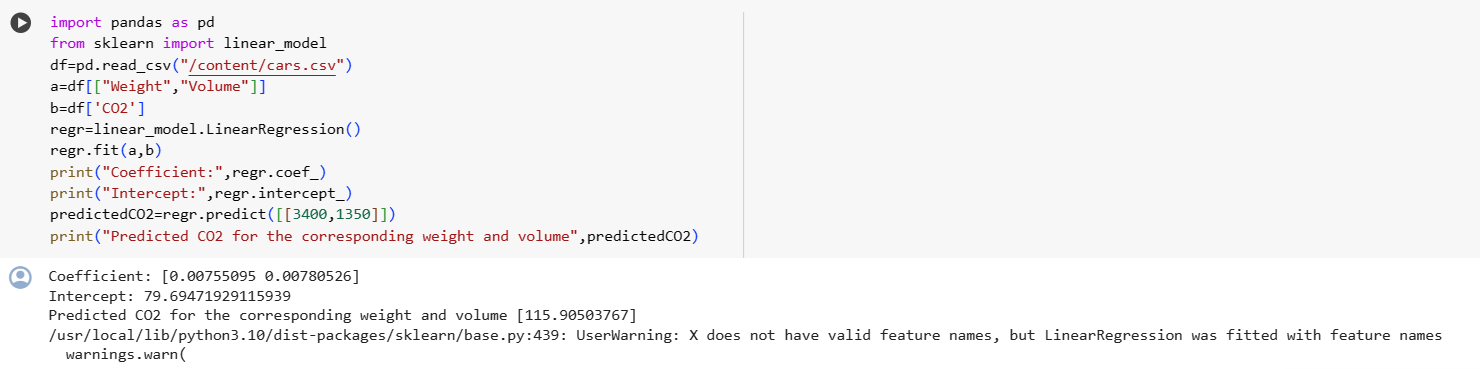 import pandas as pd
from sklearn import linear_model
df=pd.read_csv("/content/cars.csv")
a=df[["Weight","Volume"]]
b=df['CO2']
regr=linear_model.LinearRegression()
regr.fit(a,b)
print("Coefficient:",regr.coef_)
print("Intercept:",regr.intercept_)
predictedCO2=regr.predict([[3400,1350]])
print("Predicted CO2 for the corresponding weight and volume",predictedCO2)
Coefficient: [0.00755095 0.00780526]
Intercept: 79.69471929115939
Predicted CO2 for the corresponding weight and volume [115.90503767]
/usr/local/lib/python3.10/dist-packages/sklearn/base.py:439: UserWarning: X does not have valid feature names, but LinearRegression was fitted with feature names
  warnings.warn(